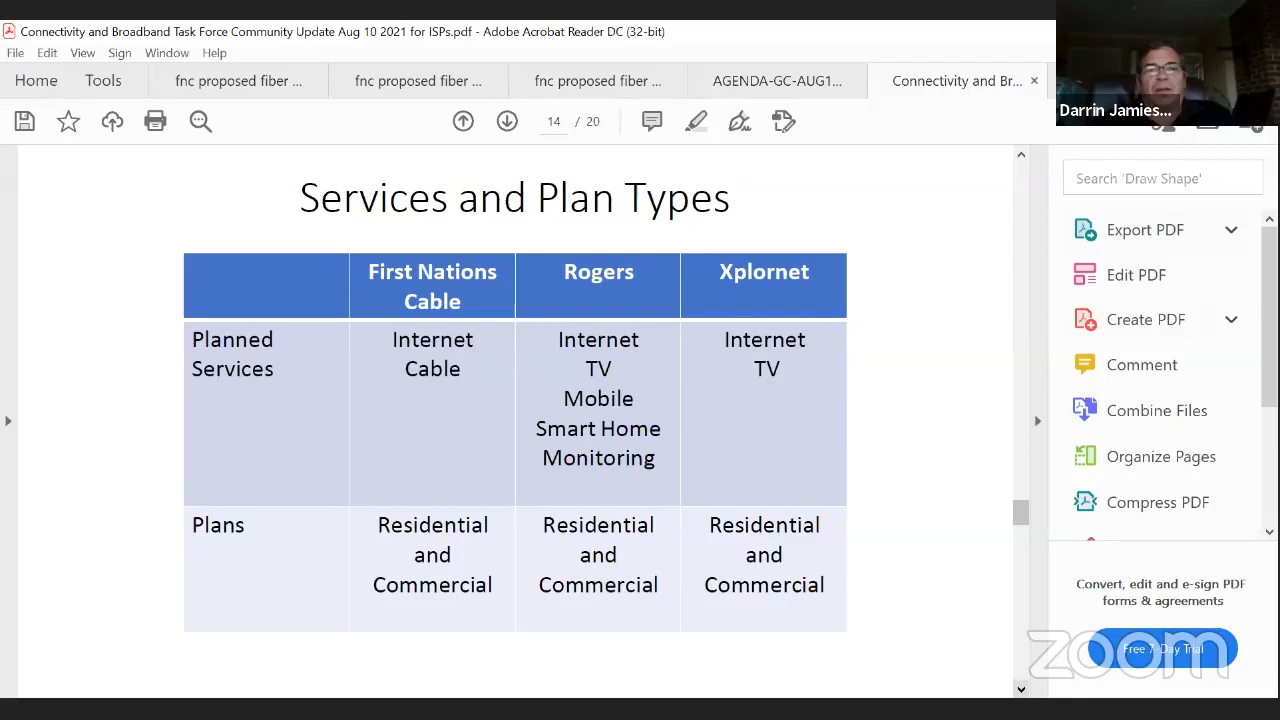 Connectivity and Broadband Task Force Community Update Aug 10 2021 for ISPs.pdf - Adobe Acrobat Reader DC (32-bit)
File Edit View Sign Window Help
Home Tools fnc proposed fiber ... fnc proposed fiber ... fnc proposed fiber ... AGENDA-GC-AUG1... Connectivity and Br... ×
Darrin Jamies...
14 / 20
Search 'Draw Shape'
Services and Plan Types
First Nations
Cable
Rogers
Xplornet
Planned
Services
Internet
Cable
Internet
TV
Mobile
Smart Home
Monitoring
Internet
TV
Plans
Residential
and
Commercial
Residential
and
Commercial
Residential
and
Commercial
Export PDF
Edit PDF
Create PDF
Comment
Combine Files
Organize Pages
Compress PDF
Convert, edit and e-sign PDF
forms & agreements
Free 7-Day Trial
zoom